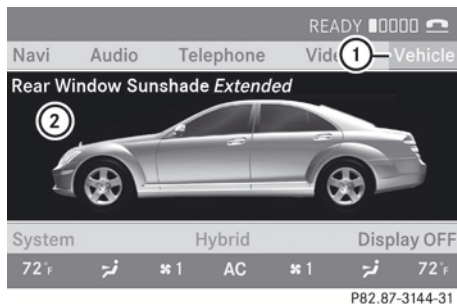 READY
Navi Audio Telephone Vide 1 Vehicle
Rear Window Sunshade Extended
2
System Hybrid Display OFF
72°F 1 AC 1 72°F
P82.87-3144-31